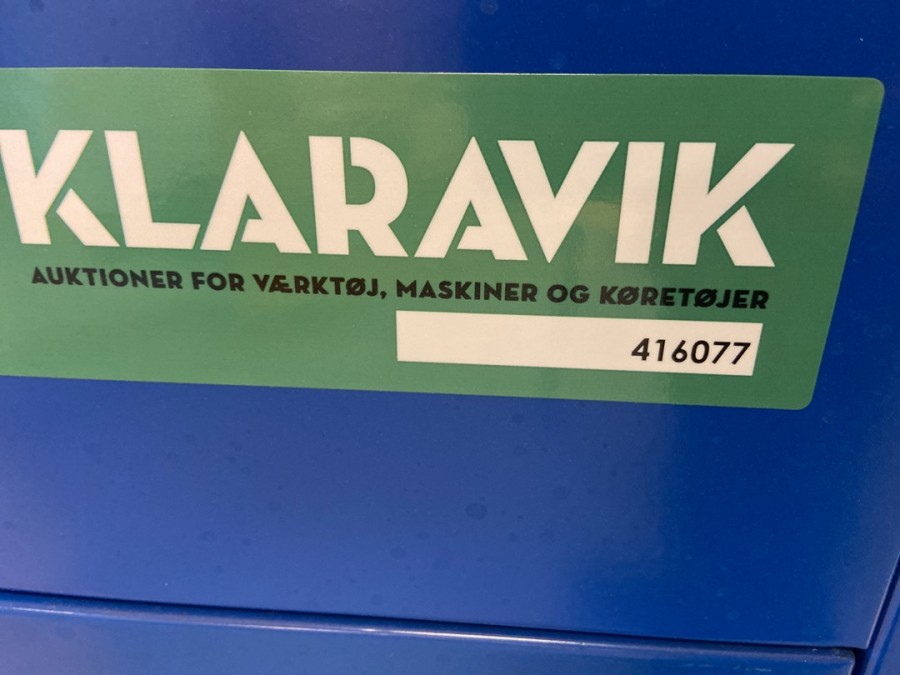 KLARAVIK
AUKTIONER FOR VÆRKTØJ, MASKINER OG KØRETØJER
416077